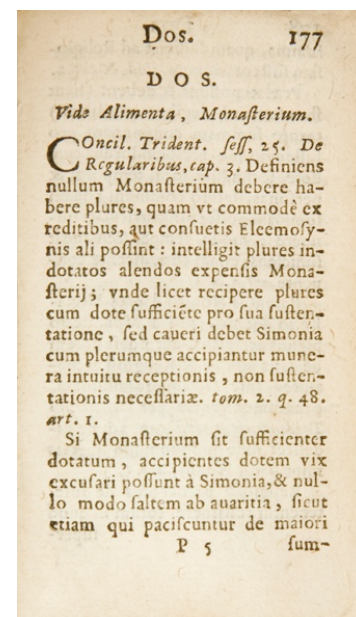 Dos. 177
DOS.
Vide Alimenta, Monaſterium.
COncil. Trident. ſeſſ. 25. De
Regularibus, cap. 3. Definiens
nullum Monaſterium debere ha-
bere plures, quam vt commodè ex
reditibus, aut conſuetis Eleemoſy-
nis ali poſſint : intelligit plures in-
dotatos alendos expenſis Mona-
ſterij ; vnde licet recipere plures
cum dote ſufficiẽte pro ſua ſuſten-
tatione, ſed caueri debet Simonia
cum plerumque accipiantur mune-
ra intuitu receptionis, non ſuſten-
tationis neceſſariæ. tom. 2. q. 48.
art. 1.
Si Monaſterium ſit ſufficienter
dotatum, accipientes dotem vix
excuſari poſſunt à Simonia, & nul-
lo modo ſaltem ab auaritia, ſicut
etiam qui paciſcuntur de maiori
P 5 ſum-